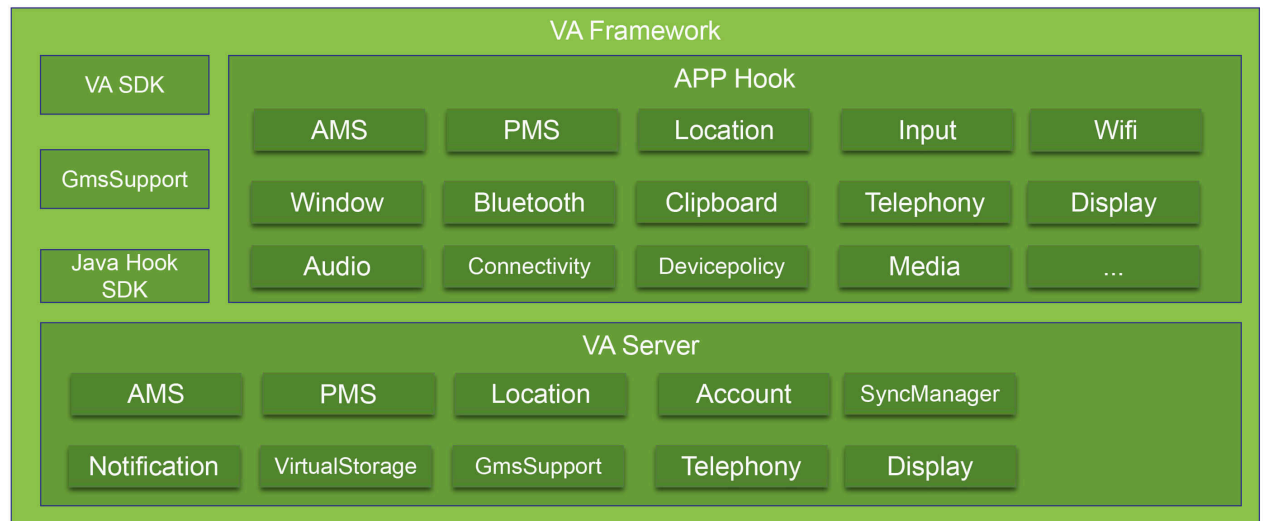 VA Framework
VA SDK
GmsSupport
Java Hook
SDK
APP Hook
AMS
PMS
Location
Input
Wifi
Window
Bluetooth
Clipboard
Telephony
Display
Audio
Connectivity
Devicepolicy
Media
...
VA Server
AMS
PMS
Location
Account
SyncManager
Notification
VirtualStorage
GmsSupport
Telephony
Display